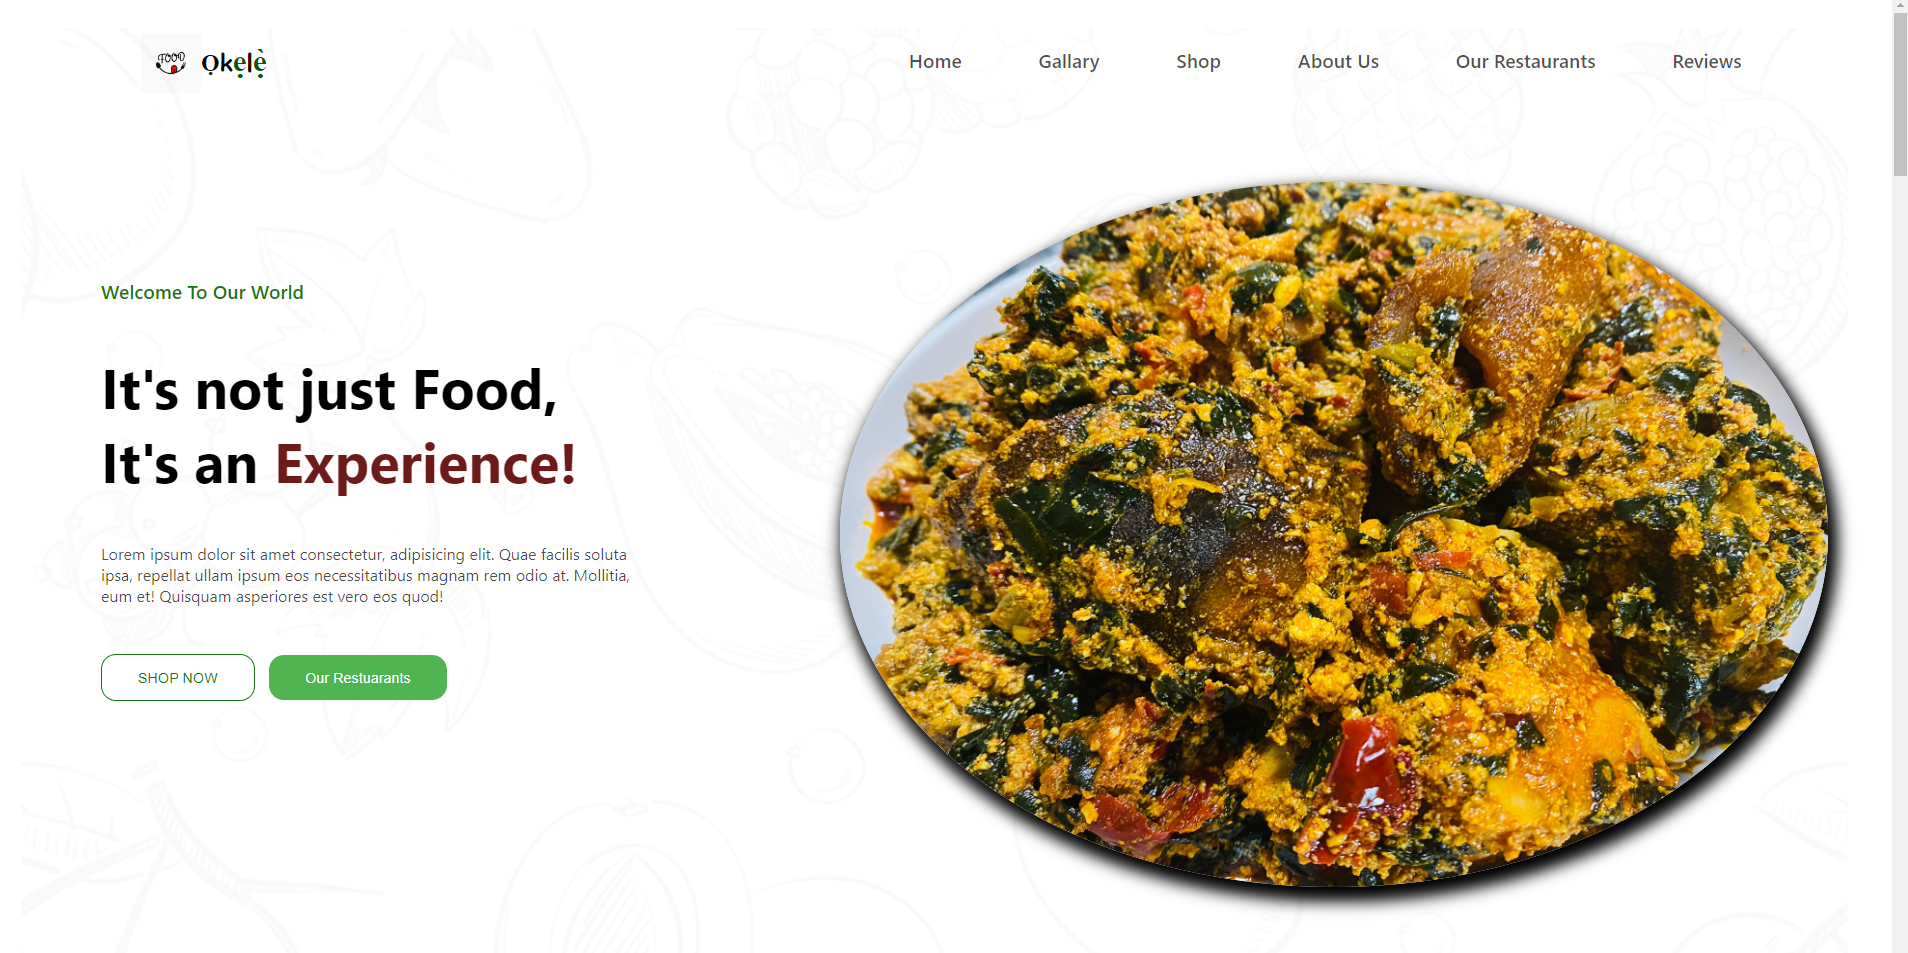 FOOD
Ọkẹlẹ̀
Home
Gallary
Shop
About Us
Our Restaurants
Reviews
Welcome To Our World
It's not just Food,
It's an Experience!
Lorem ipsum dolor sit amet consectetur, adipisicing elit. Quae facilis soluta
ipsa, repellat ullam ipsum eos necessitatibus magnam rem odio at. Mollitia,
eum et! Quisquam asperiores est vero eos quod!
SHOP NOW
Our Restuarants